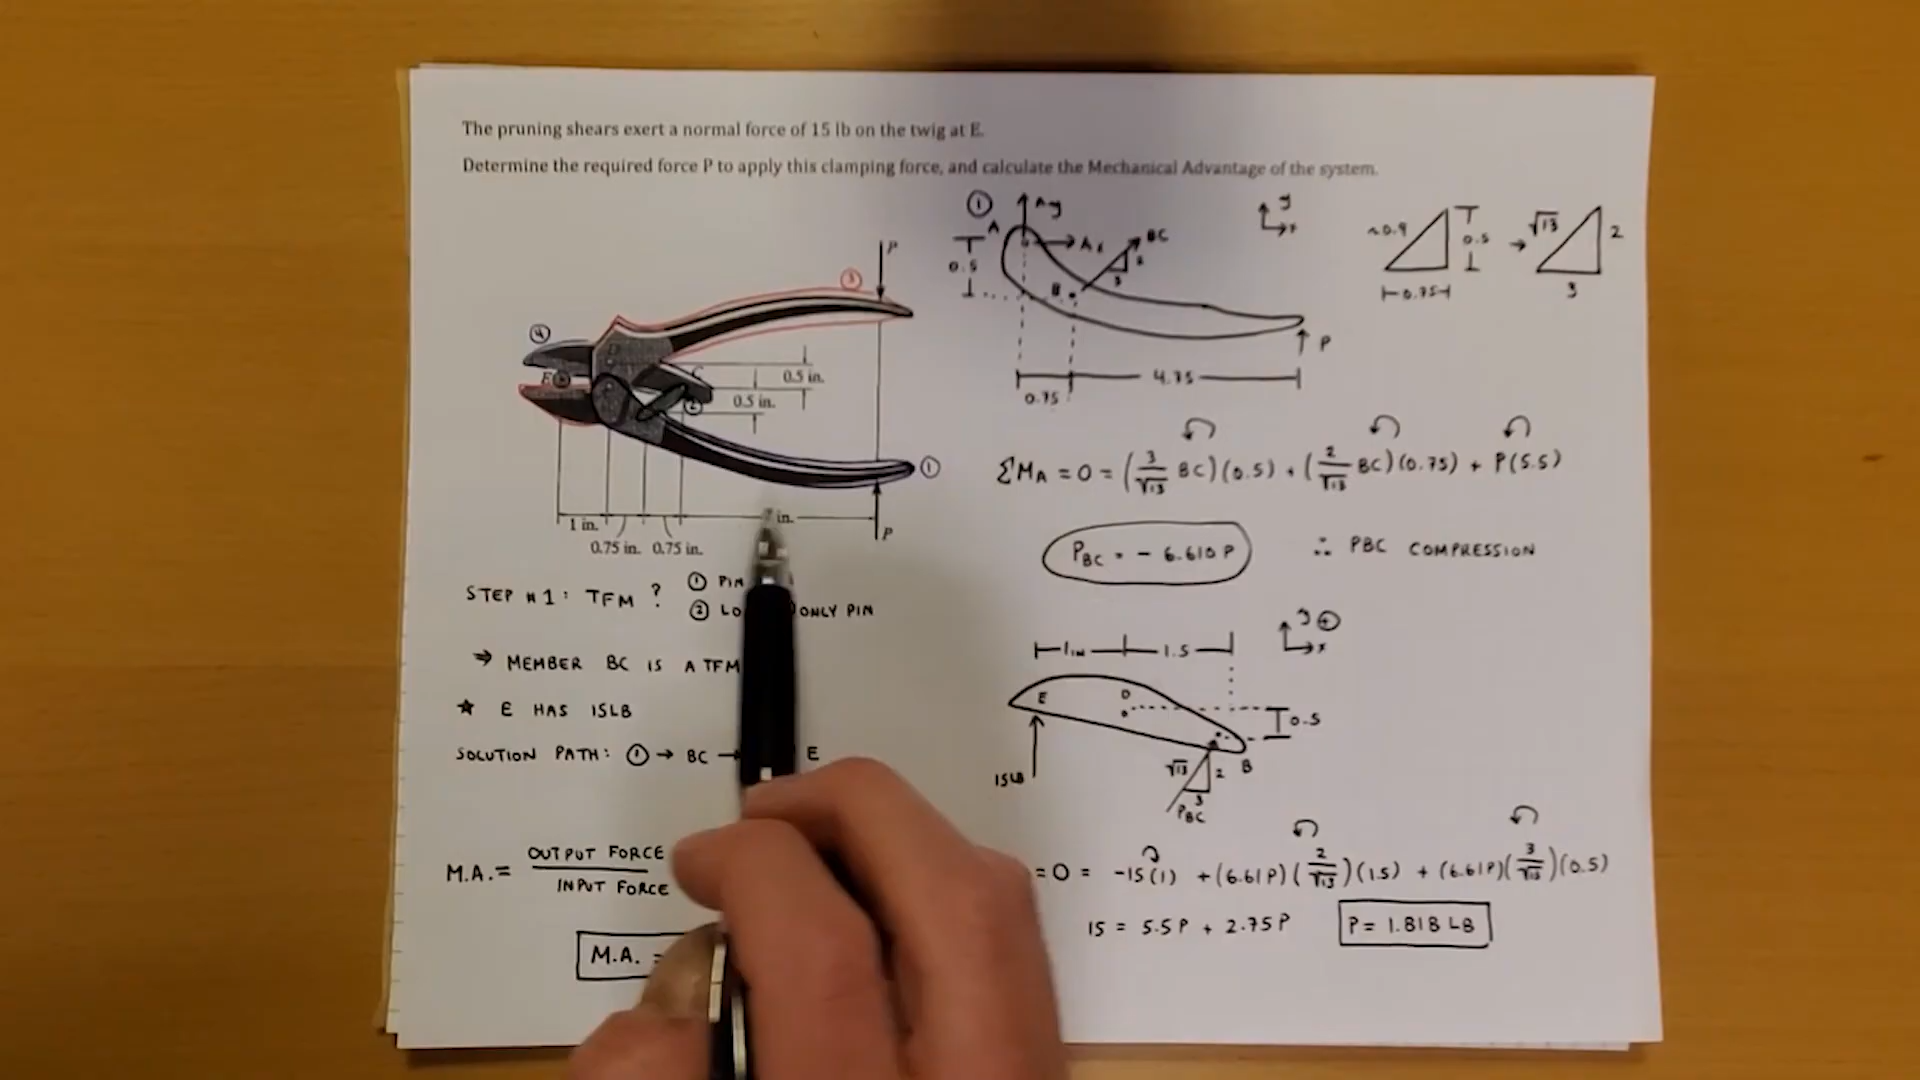 The pruning shears exert a normal force of 15 lb on the twig at E.
Determine the required force P to apply this clamping force, and calculate the Mechanical Advantage of the system.
P
③
④
D
E
C
②
0.5 in.
0.5 in.
①
1 in.
in.
0.75 in. 0.75 in.
P
STEP #1: TFM ? ① PIN
② ONLY PIN
⇒ MEMBER BC IS A TFM
★ E HAS 15LB
SOLUTION PATH: ① → BC → E
M.A. = OUTPUT FORCE
INPUT FORCE
M.A. =
①
A
Ay
Ax
BC
0.5
B
2
3
P
0.75
4.75
y
x
~0.9
0.5
0.75
→
√13
2
3
ΣMA = 0 = (3/√13 BC)(0.5) + (2/√13 BC)(0.75) + P(5.5)
PBC = - 6.610 P
∴ PBC COMPRESSION
y +
x
1 IN
1.5
E
D
0.5
B
15LB
√13
2
3
PBC
= 0 = -15(1) + (6.61P)(2/√13)(1.5) + (6.61P)(3/√13)(0.5)
15 = 5.5P + 2.75P
P = 1.818 LB